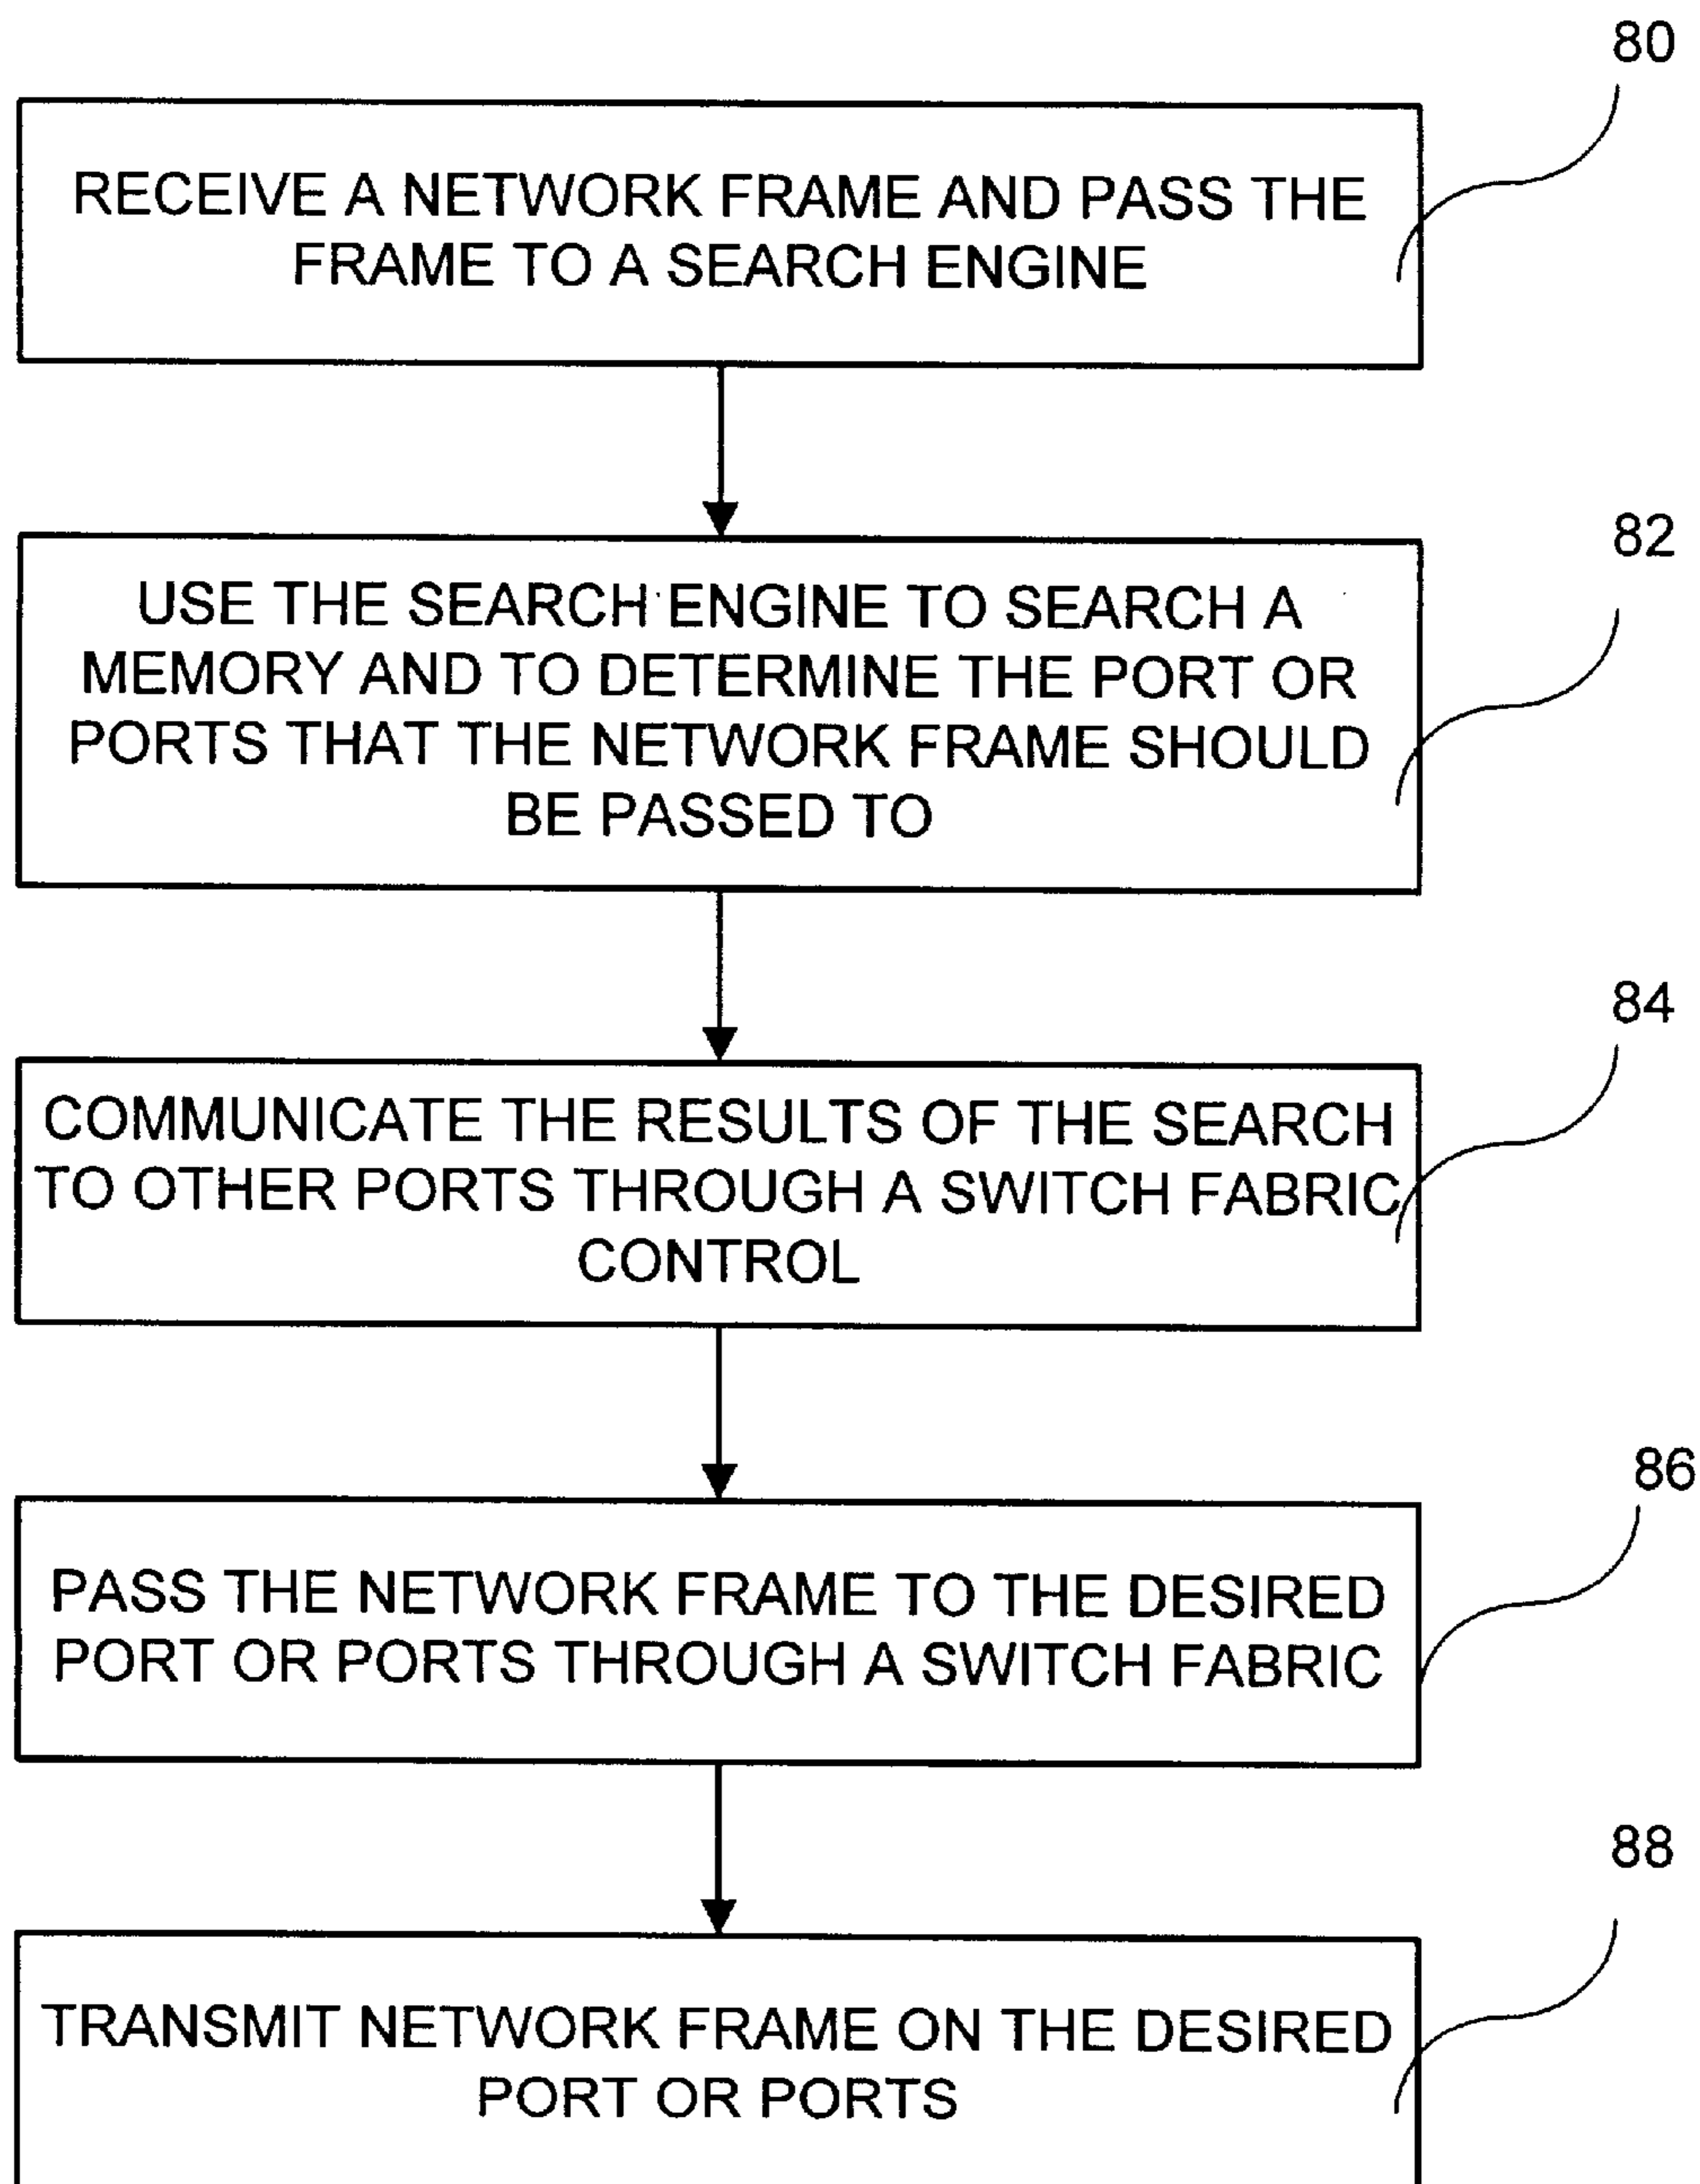 80
RECEIVE A NETWORK FRAME AND PASS THE
FRAME TO A SEARCH ENGINE
82
USE THE SEARCH ENGINE TO SEARCH A
MEMORY AND TO DETERMINE THE PORT OR
PORTS THAT THE NETWORK FRAME SHOULD
BE PASSED TO
84
COMMUNICATE THE RESULTS OF THE SEARCH
TO OTHER PORTS THROUGH A SWITCH FABRIC
CONTROL
86
PASS THE NETWORK FRAME TO THE DESIRED
PORT OR PORTS THROUGH A SWITCH FABRIC
88
TRANSMIT NETWORK FRAME ON THE DESIRED
PORT OR PORTS